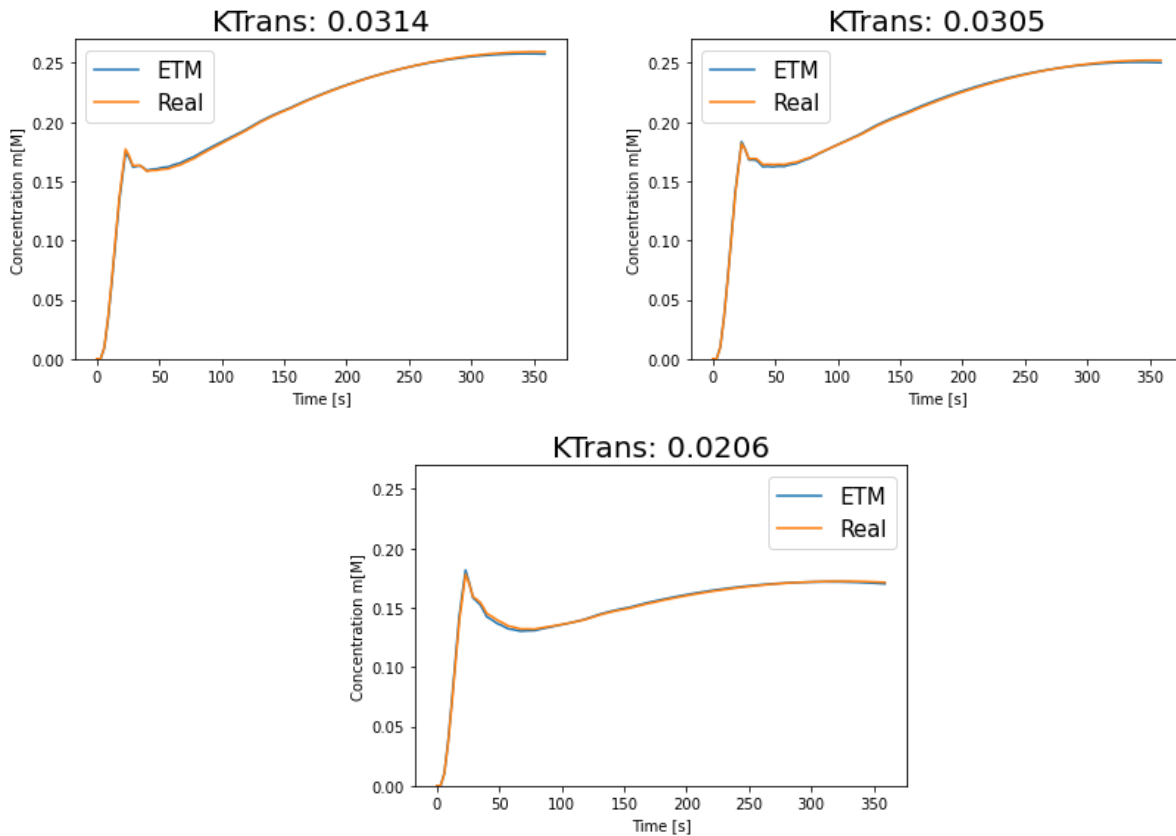 KTrans: 0.0314
0.25
0.20
0.15
0.10
0.05
0.00
Concentration m[M]
ETM
Real
0 50 100 150 200 250 300 350
Time [s]
KTrans: 0.0305
0.25
0.20
0.15
0.10
0.05
0.00
Concentration m[M]
ETM
Real
0 50 100 150 200 250 300 350
Time [s]
KTrans: 0.0206
0.25
0.20
0.15
0.10
0.05
0.00
Concentration m[M]
ETM
Real
0 50 100 150 200 250 300 350
Time [s]